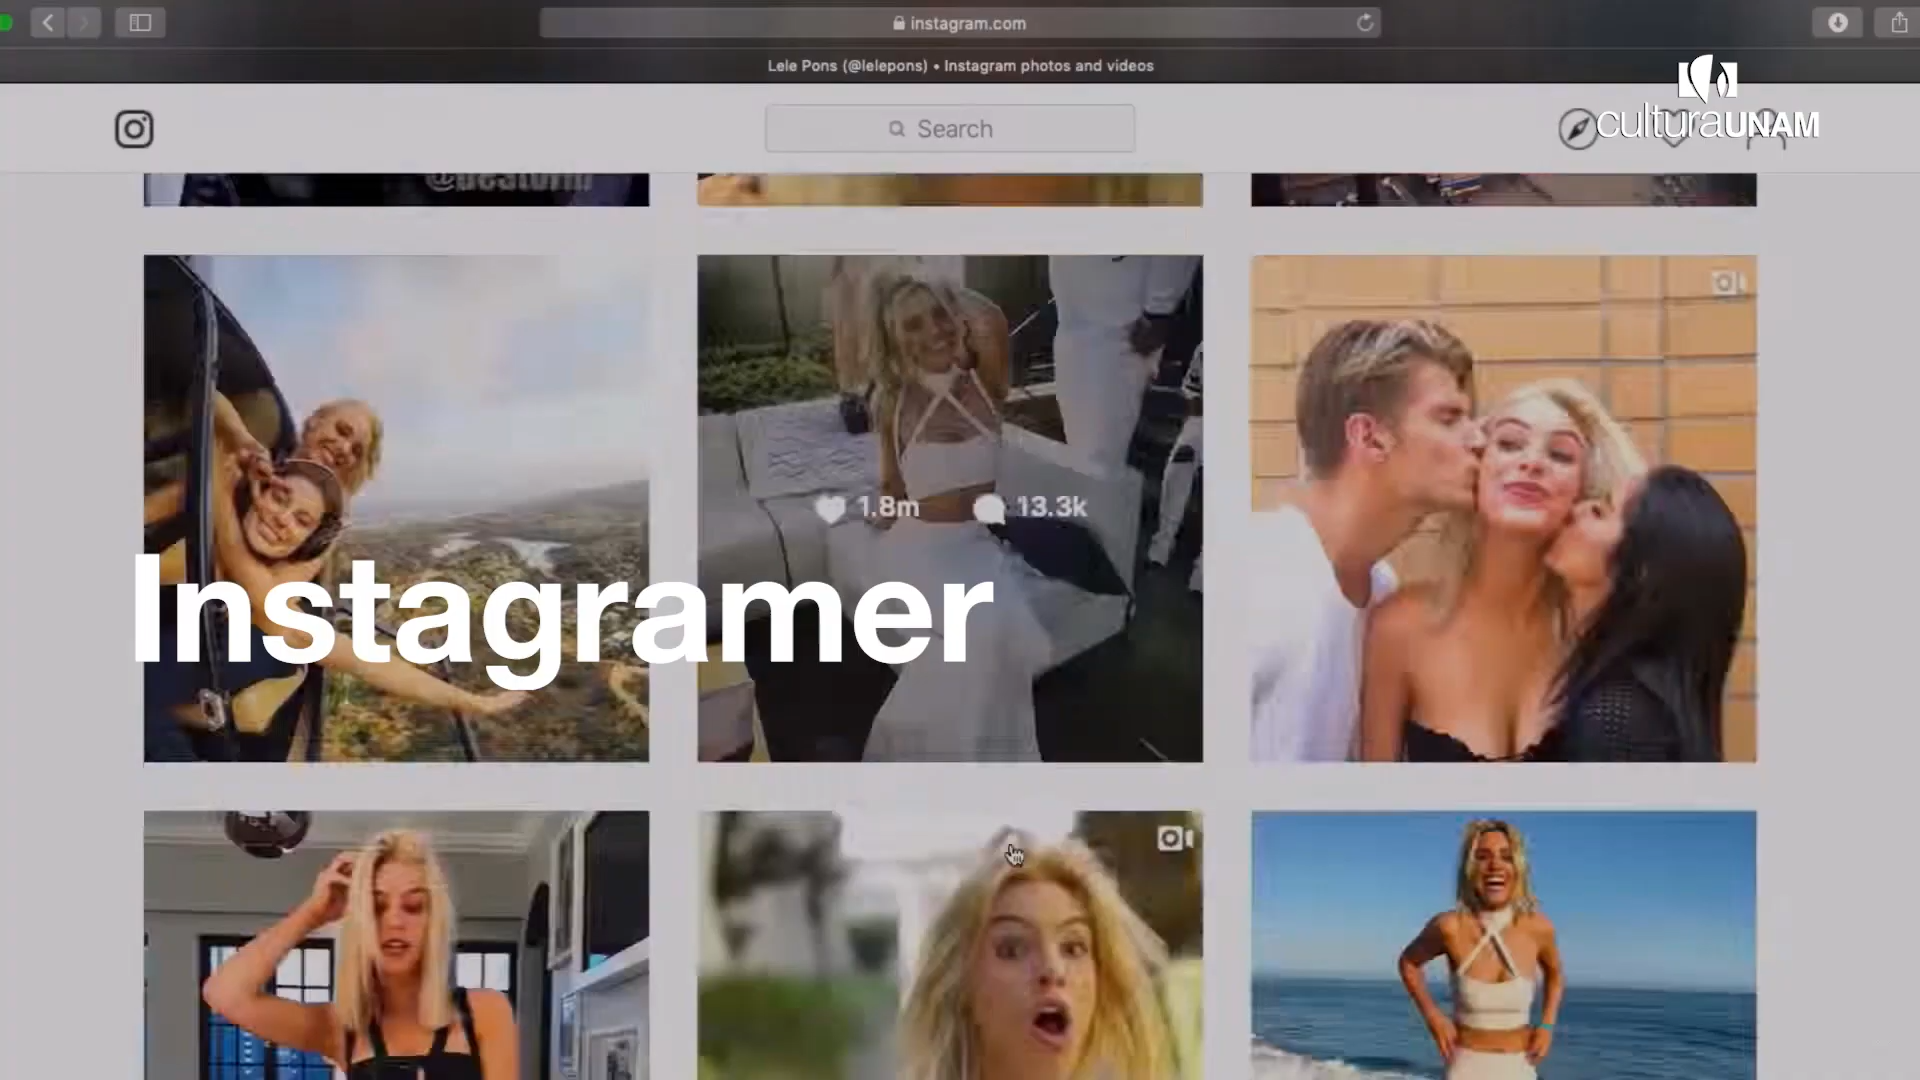 instagram.com
Lele Pons (@lelepons) • Instagram photos and videos
Search
culturaUNAM
1.8m
13.3k
Instagramer